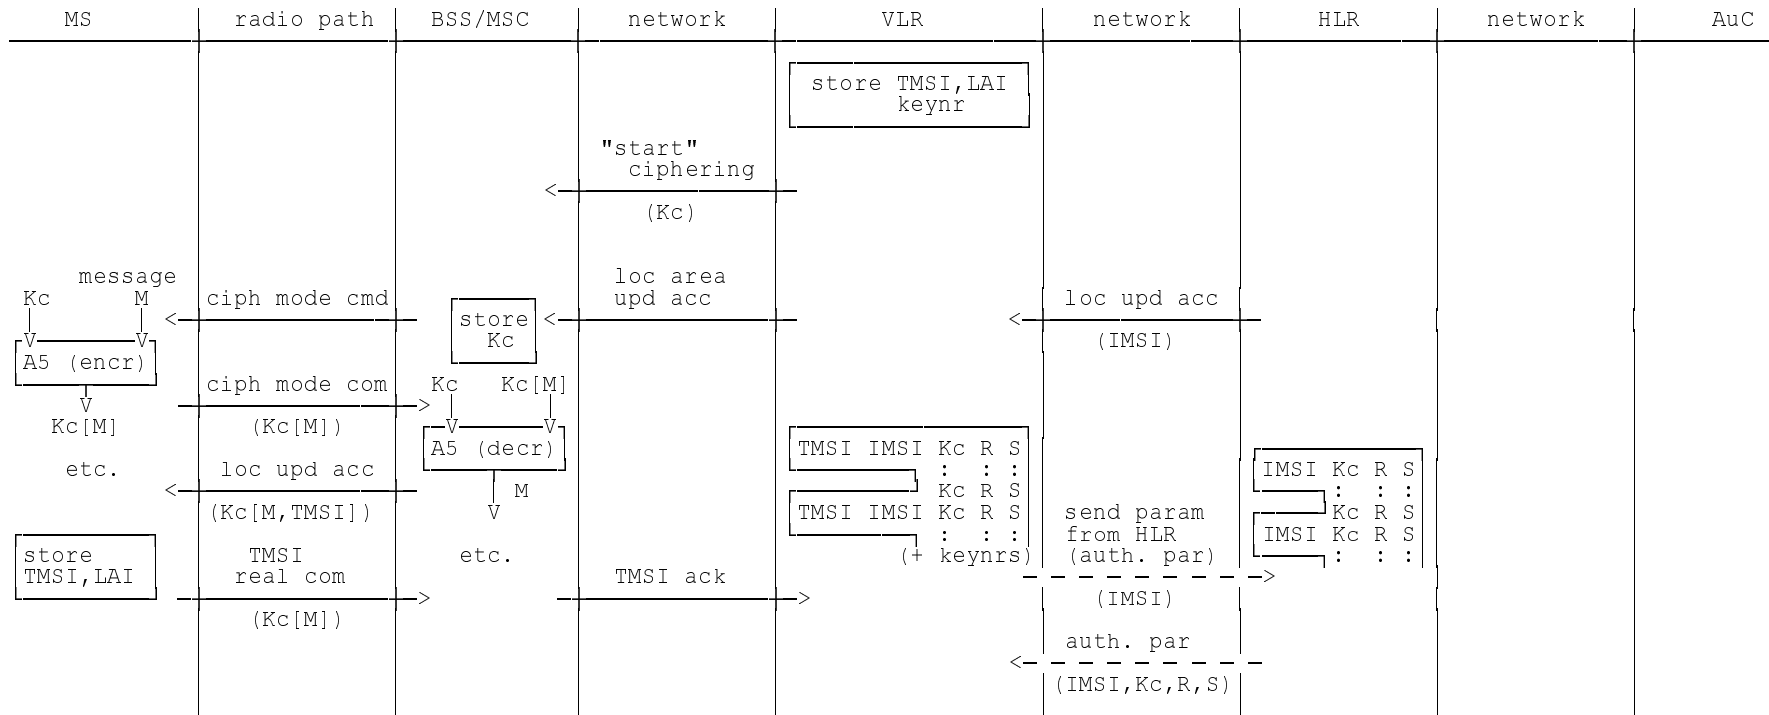 MS radio path BSS/MSC network VLR network HLR network AuC
store TMSI,LAI
keynr
"start"
ciphering
(Kc)
message loc area
Kc M ciph mode cmd upd acc loc upd acc
store
Kc (IMSI)
A5 (encr)
ciph mode com Kc Kc[M]
Kc[M] (Kc[M])
A5 (decr) TMSI IMSI Kc R S
etc. loc upd acc : : : IMSI Kc R S
M Kc R S : : :
(Kc[M,TMSI]) TMSI IMSI Kc R S send param Kc R S
: : : from HLR IMSI Kc R S
store TMSI etc. (+ keynrs) (auth. par) : : :
TMSI,LAI real com TMSI ack
(IMSI)
(Kc[M])
auth. par
(IMSI,Kc,R,S)